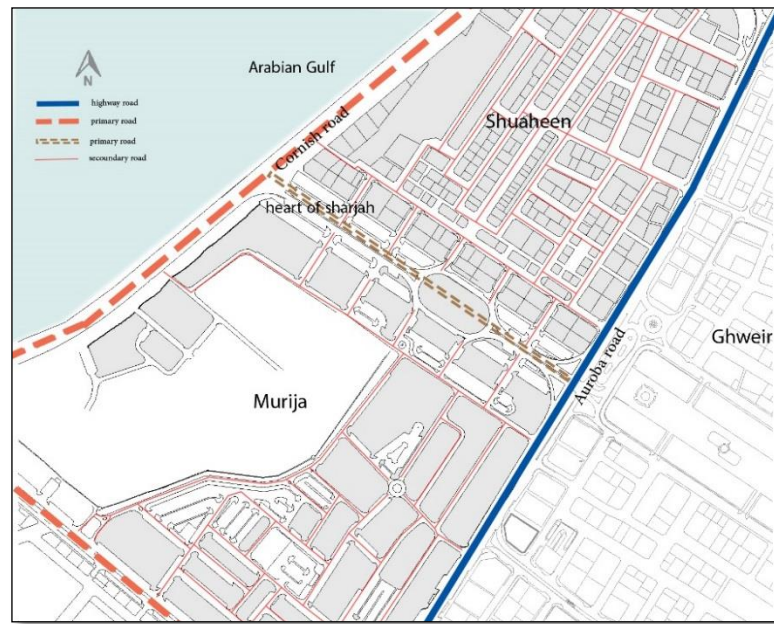 Arabian Gulf
N
highway road
primary road
primary road
secoundary road
Shuaheen
Cornish road
heart of sharjah
Ghweir
Auroba road
Murija